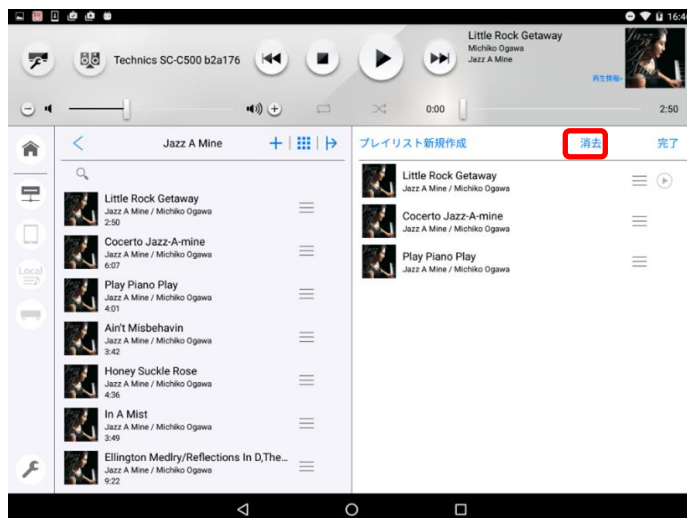 16:40
Technics SC-C500 b2a176
Little Rock Getaway
Michiko Ogawa
Jazz A Mine
再生情報
0:00
2:50
Jazz A Mine
プレイリスト新規作成
消去
完了
Local
Little Rock Getaway
Jazz A Mine / Michiko Ogawa
2:50
Cocerto Jazz-A-mine
Jazz A Mine / Michiko Ogawa
6:07
Play Piano Play
Jazz A Mine / Michiko Ogawa
4:01
Ain't Misbehavin
Jazz A Mine / Michiko Ogawa
3:42
Honey Suckle Rose
Jazz A Mine / Michiko Ogawa
4:36
In A Mist
Jazz A Mine / Michiko Ogawa
3:49
Ellington Medlry/Reflections In D,The...
Jazz A Mine / Michiko Ogawa
9:22
Little Rock Getaway
Jazz A Mine / Michiko Ogawa
Cocerto Jazz-A-mine
Jazz A Mine / Michiko Ogawa
Play Piano Play
Jazz A Mine / Michiko Ogawa